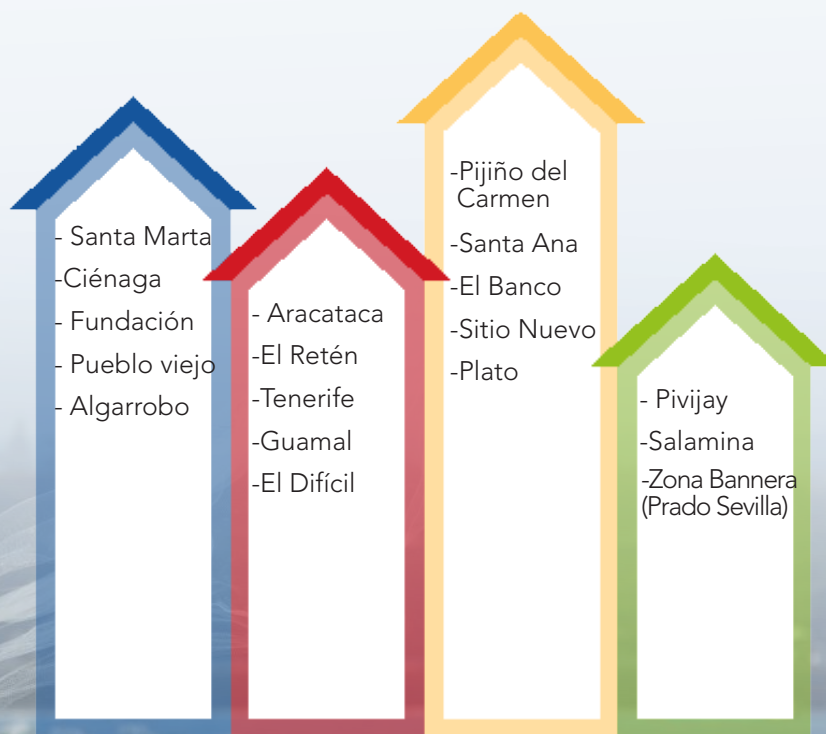 - Santa Marta
-Ciénaga
- Fundación
- Pueblo viejo
- Algarrobo
- Aracataca
-El Retén
-Tenerife
-Guamal
-El Difícil
-Pijiño del
Carmen
-Santa Ana
-El Banco
-Sitio Nuevo
-Plato
- Pivijay
-Salamina
-Zona Bannera
(Prado Sevilla)